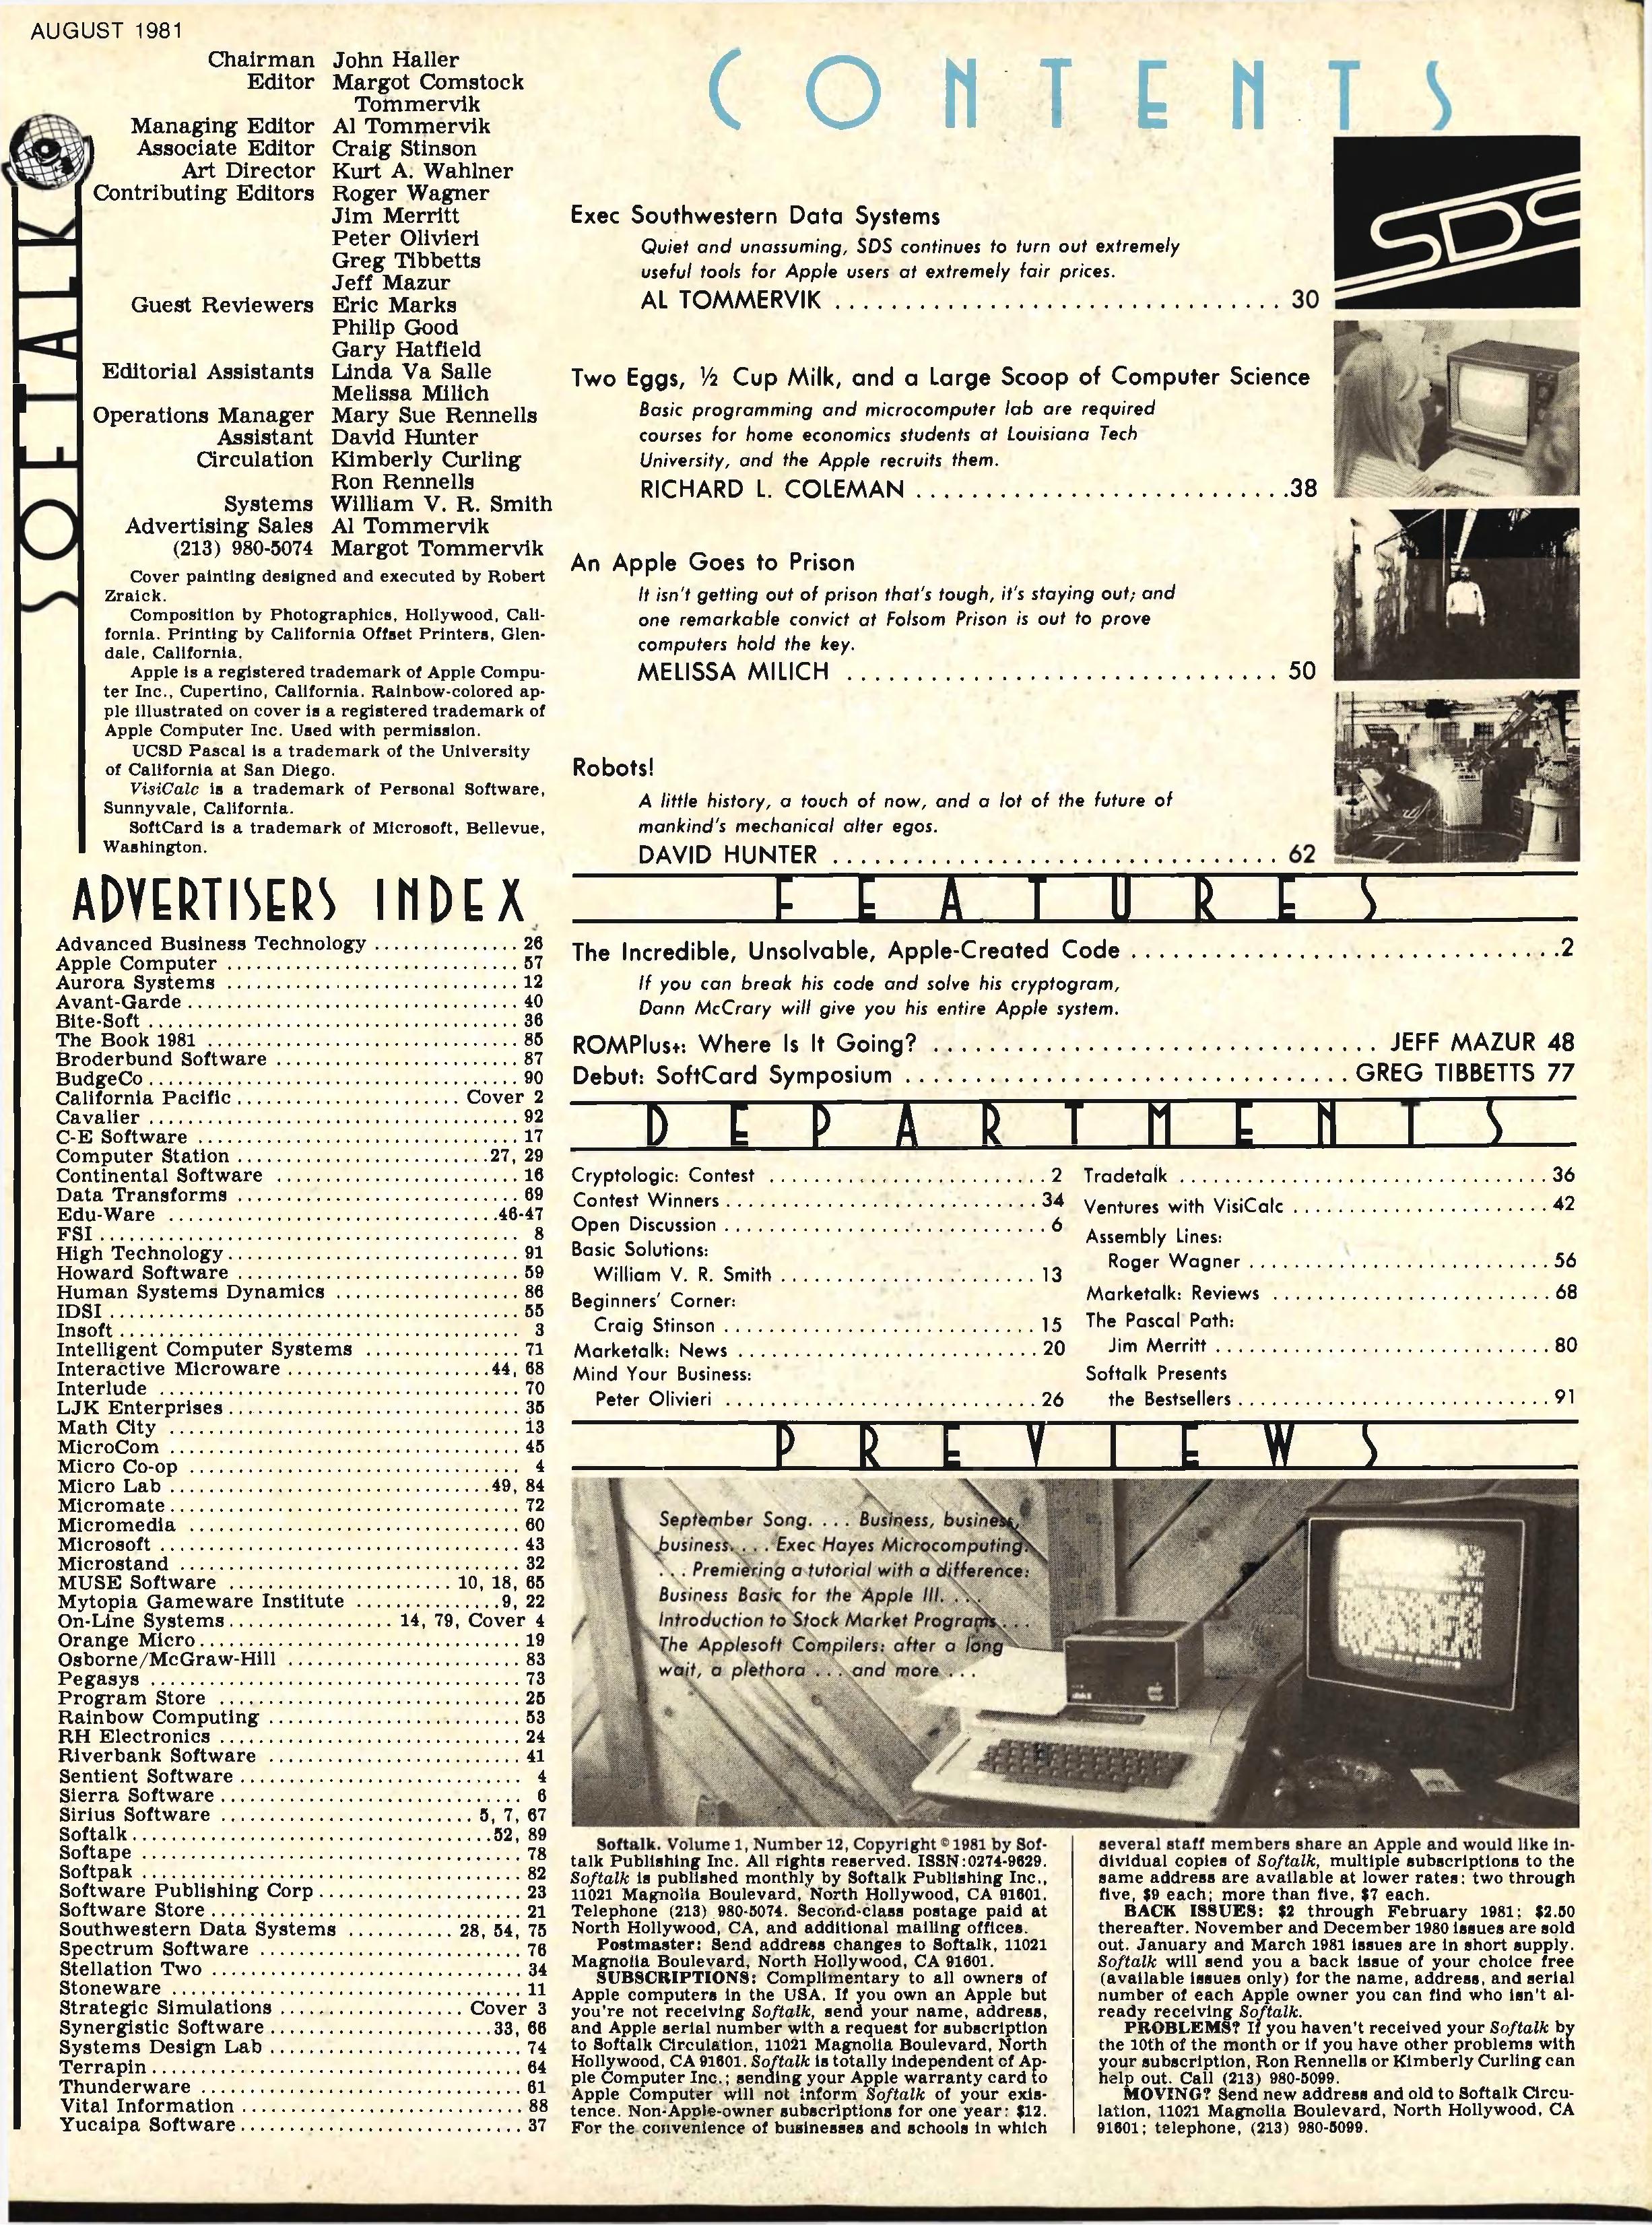 AUGUST 1981
SOFTALK
Chairman John Haller
Editor Margot Comstock
Tommervik
Managing Editor Al Tommervik
Associate Editor Craig Stinson
Art Director Kurt A. Wahlner
Contributing Editors Roger Wagner
Jim Merritt
Peter Olivieri
Greg Tibbetts
Jeff Mazur
Guest Reviewers Eric Marks
Philip Good
Gary Hatfield
Editorial Assistants Linda Va Salle
Melissa Milich
Operations Manager Mary Sue Rennells
Assistant David Hunter
Circulation Kimberly Curling
Ron Rennells
Systems William V. R. Smith
Advertising Sales Al Tommervik
(213) 980-5074 Margot Tommervik
Cover painting designed and executed by Robert
Zraick.
Composition by Photographics, Hollywood, Cali-
fornia. Printing by California Offset Printers, Glen-
dale, California.
Apple is a registered trademark of Apple Compu-
ter Inc., Cupertino, California. Rainbow-colored ap-
ple illustrated on cover is a registered trademark of
Apple Computer Inc. Used with permission.
UCSD Pascal is a trademark of the University
of California at San Diego.
VisiCalc is a trademark of Personal Software,
Sunnyvale, California.
SoftCard is a trademark of Microsoft, Bellevue,
Washington.
ADVERTISERS INDEX
Advanced Business Technology ............... 26
Apple Computer .............................. 57
Aurora Systems .............................. 12
Avant-Garde .................................. 40
Bite-Soft ...................................... 36
The Book 1981 ................................ 85
Broderbund Software ......................... 87
BudgeCo ...................................... 90
California Pacific ....................... Cover 2
Cavalier ...................................... 92
C-E Software ................................. 17
Computer Station .......................... 27, 29
Continental Software ......................... 16
Data Transforms ............................. 69
Edu-Ware ................................. 46-47
FSI ........................................... 8
High Technology .............................. 91
Howard Software ............................. 59
Human Systems Dynamics ................... 86
IDSI .......................................... 55
Insoft ......................................... 3
Intelligent Computer Systems ................ 71
Interactive Microware ..................... 44, 68
Interlude ..................................... 70
LJK Enterprises .............................. 35
Math City .................................... 13
MicroCom .................................... 45
Micro Co-op .................................. 4
Micro Lab ................................. 49, 84
Micromate .................................... 72
Micromedia .................................. 60
Microsoft ..................................... 43
Microstand ................................... 32
MUSE Software ....................... 10, 18, 65
Mytopia Gameware Institute ............... 9, 22
On-Line Systems ................. 14, 79, Cover 4
Orange Micro ................................. 19
Osborne/McGraw-Hill ........................ 83
Pegasys ...................................... 73
Program Store ................................ 25
Rainbow Computing .......................... 53
RH Electronics ............................... 24
Riverbank Software ........................... 41
Sentient Software ............................. 4
Sierra Software ............................... 6
Sirius Software .......................... 5, 7, 67
Softalk .................................... 52, 89
Softape ....................................... 78
Softpak ....................................... 82
Software Publishing Corp ..................... 23
Software Store ................................ 21
Southwestern Data Systems ........... 28, 54, 75
Spectrum Software ........................... 76
Stellation Two ................................ 34
Stoneware .................................... 11
Strategic Simulations ................... Cover 3
Synergistic Software ....................... 33, 66
Systems Design Lab .......................... 74
Terrapin ...................................... 64
Thunderware ................................. 61
Vital Information ............................. 88
Yucaipa Software ............................. 37
CONTENTS
Exec Southwestern Data Systems
Quiet and unassuming, SDS continues to turn out extremely
useful tools for Apple users at extremely fair prices.
AL TOMMERVIK ................................ 30
SDS
Two Eggs, ½ Cup Milk, and a Large Scoop of Computer Science
Basic programming and microcomputer lab are required
courses for home economics students at Louisiana Tech
University, and the Apple recruits them.
RICHARD L. COLEMAN ........................... 38
An Apple Goes to Prison
It isn't getting out of prison that's tough, it's staying out; and
one remarkable convict at Folsom Prison is out to prove
computers hold the key.
MELISSA MILICH ............................... 50
Robots!
A little history, a touch of now, and a lot of the future of
mankind's mechanical alter egos.
DAVID HUNTER ................................ 62
FEATURES
The Incredible, Unsolvable, Apple-Created Code ............................... 2
If you can break his code and solve his cryptogram,
Dann McCrary will give you his entire Apple system.
ROMPlus+: Where Is It Going? ................................ JEFF MAZUR 48
Debut: SoftCard Symposium ................................ GREG TIBBETTS 77
DEPARTMENTS
Cryptologic: Contest ......................... 2
Contest Winners ............................ 34
Open Discussion ............................. 6
Basic Solutions:
William V. R. Smith ....................... 13
Beginners' Corner:
Craig Stinson .............................. 15
Marketalk: News ............................ 20
Mind Your Business:
Peter Olivieri .............................. 26
Tradetalk .................................... 36
Ventures with VisiCalc ........................ 42
Assembly Lines:
Roger Wagner ............................. 56
Marketalk: Reviews .......................... 68
The Pascal Path:
Jim Merritt ................................ 80
Softalk Presents
the Bestsellers .............................. 91
PREVIEWS
September Song. . . . Business, business,
business. . . . Exec Hayes Microcomputing.
. . . Premiering a tutorial with a difference:
Business Basic for the Apple III. . . .
Introduction to Stock Market Programs. . .
The Applesoft Compilers: after a long
wait, a plethora . . . and more . . .
Softalk. Volume 1, Number 12, Copyright © 1981 by Sof-
talk Publishing Inc. All rights reserved. ISSN:0274-9629.
Softalk is published monthly by Softalk Publishing Inc.,
11021 Magnolia Boulevard, North Hollywood, CA 91601.
Telephone (213) 980-5074. Second-class postage paid at
North Hollywood, CA, and additional mailing offices.
Postmaster: Send address changes to Softalk, 11021
Magnolia Boulevard, North Hollywood, CA 91601.
SUBSCRIPTIONS: Complimentary to all owners of
Apple computers in the USA. If you own an Apple but
you're not receiving Softalk, send your name, address,
and Apple serial number with a request for subscription
to Softalk Circulation, 11021 Magnolia Boulevard, North
Hollywood, CA 91601. Softalk is totally independent of Ap-
ple Computer Inc.; sending your Apple warranty card to
Apple Computer will not inform Softalk of your exis-
tence. Non-Apple-owner subscriptions for one year: $12.
For the convenience of businesses and schools in which
several staff members share an Apple and would like in-
dividual copies of Softalk, multiple subscriptions to the
same address are available at lower rates: two through
five, $9 each; more than five, $7 each.
BACK ISSUES: $2 through February 1981; $2.50
thereafter. November and December 1980 issues are sold
out. January and March 1981 issues are in short supply.
Softalk will send you a back issue of your choice free
(available issues only) for the name, address, and serial
number of each Apple owner you can find who isn't al-
ready receiving Softalk.
PROBLEMS? If you haven't received your Softalk by
the 10th of the month or if you have other problems with
your subscription, Ron Rennells or Kimberly Curling can
help out. Call (213) 980-5099.
MOVING? Send new address and old to Softalk Circu-
lation, 11021 Magnolia Boulevard, North Hollywood, CA
91601; telephone, (213) 980-5099.